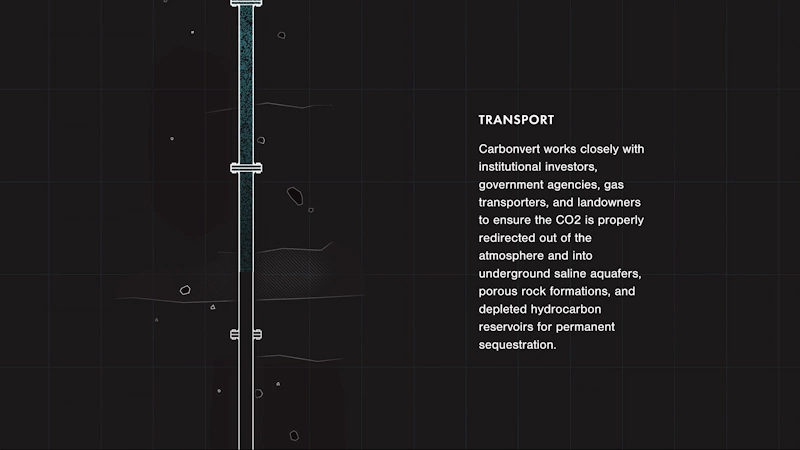 TRANSPORT
Carbonvert works closely with
institutional investors,
government agencies, gas
transporters, and landowners
to ensure the CO2 is properly
redirected out of the
atmosphere and into
underground saline aquafers,
porous rock formations, and
depleted hydrocarbon
reservoirs for permanent
sequestration.